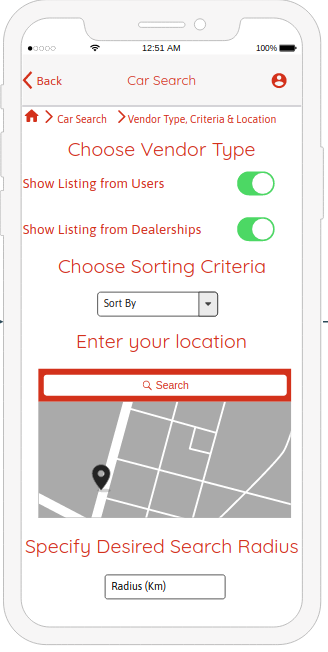 12:51 AM 100%
Back Car Search
Car Search Vendor Type, Criteria & Location
Choose Vendor Type
Show Listing from Users
Show Listing from Dealerships
Choose Sorting Criteria
Sort By
Enter your location
Search
Specify Desired Search Radius
Radius (Km)